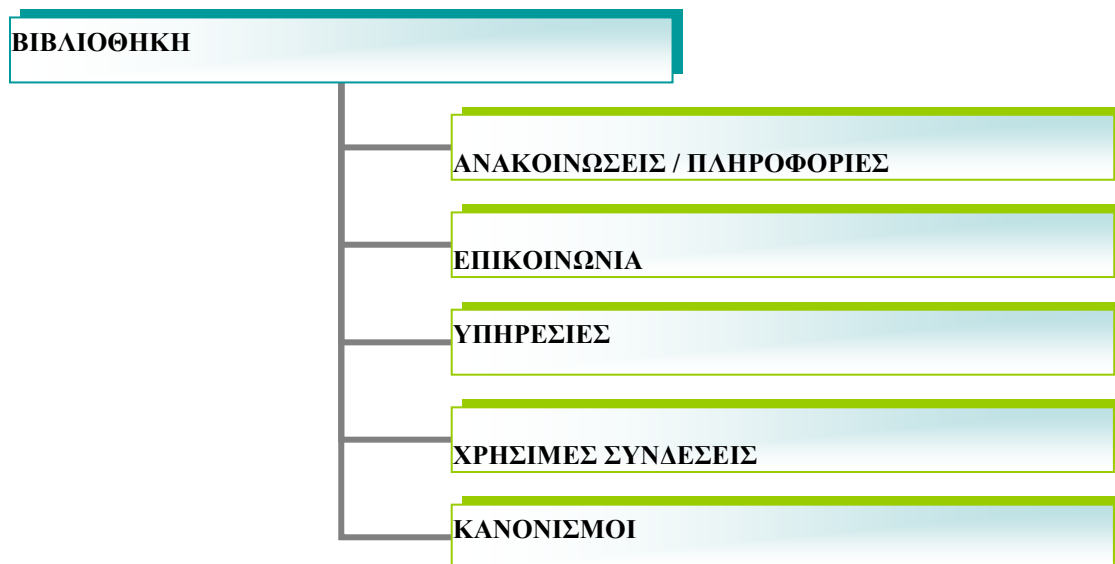 ΒΙΒΛΙΟΘΗΚΗ
ΑΝΑΚΟΙΝΩΣΕΙΣ / ΠΛΗΡΟΦΟΡΙΕΣ
ΕΠΙΚΟΙΝΩΝΙΑ
ΥΠΗΡΕΣΙΕΣ
ΧΡΗΣΙΜΕΣ ΣΥΝΔΕΣΕΙΣ
ΚΑΝΟΝΙΣΜΟΙ